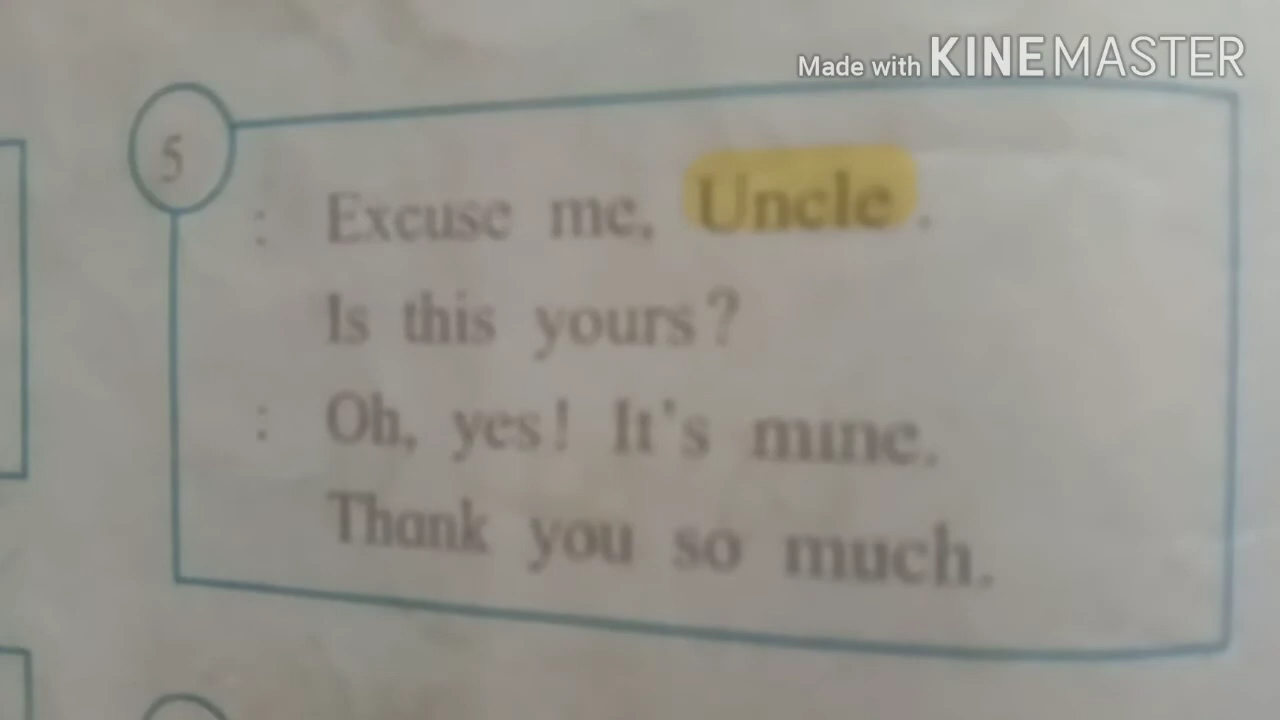 Made with KINEMASTER
5
: Excuse me, Uncle.
Is this yours?
: Oh, yes! It's mine.
Thank you so much.